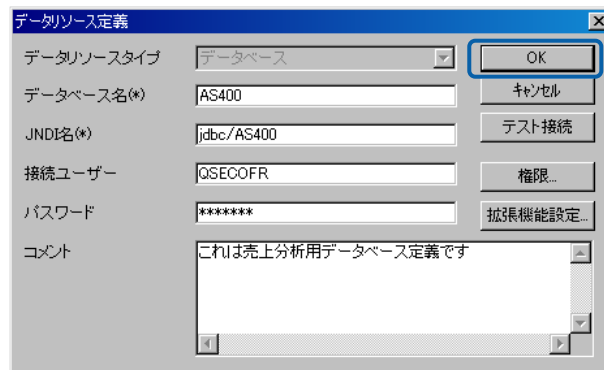 データリソース定義
データリソースタイプ データベース OK
データベース名(*) AS400 キャンセル
JNDI名(*) jdbc/AS400 テスト接続
接続ユーザー QSECOFR 権限...
パスワード ******* 拡張機能設定...
コメント これは売上分析用データベース定義です